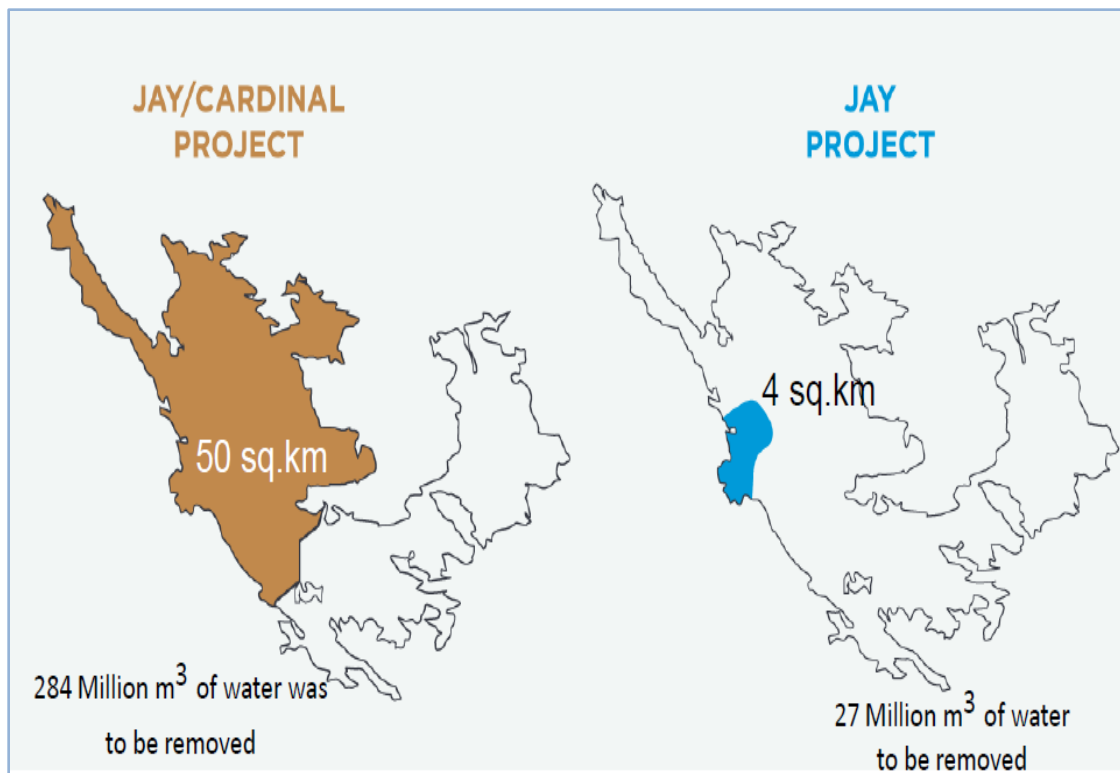 JAY/CARDINAL
PROJECT
50 sq.km
284 Million m³ of water was
to be removed
JAY
PROJECT
4 sq.km
27 Million m³ of water
to be removed